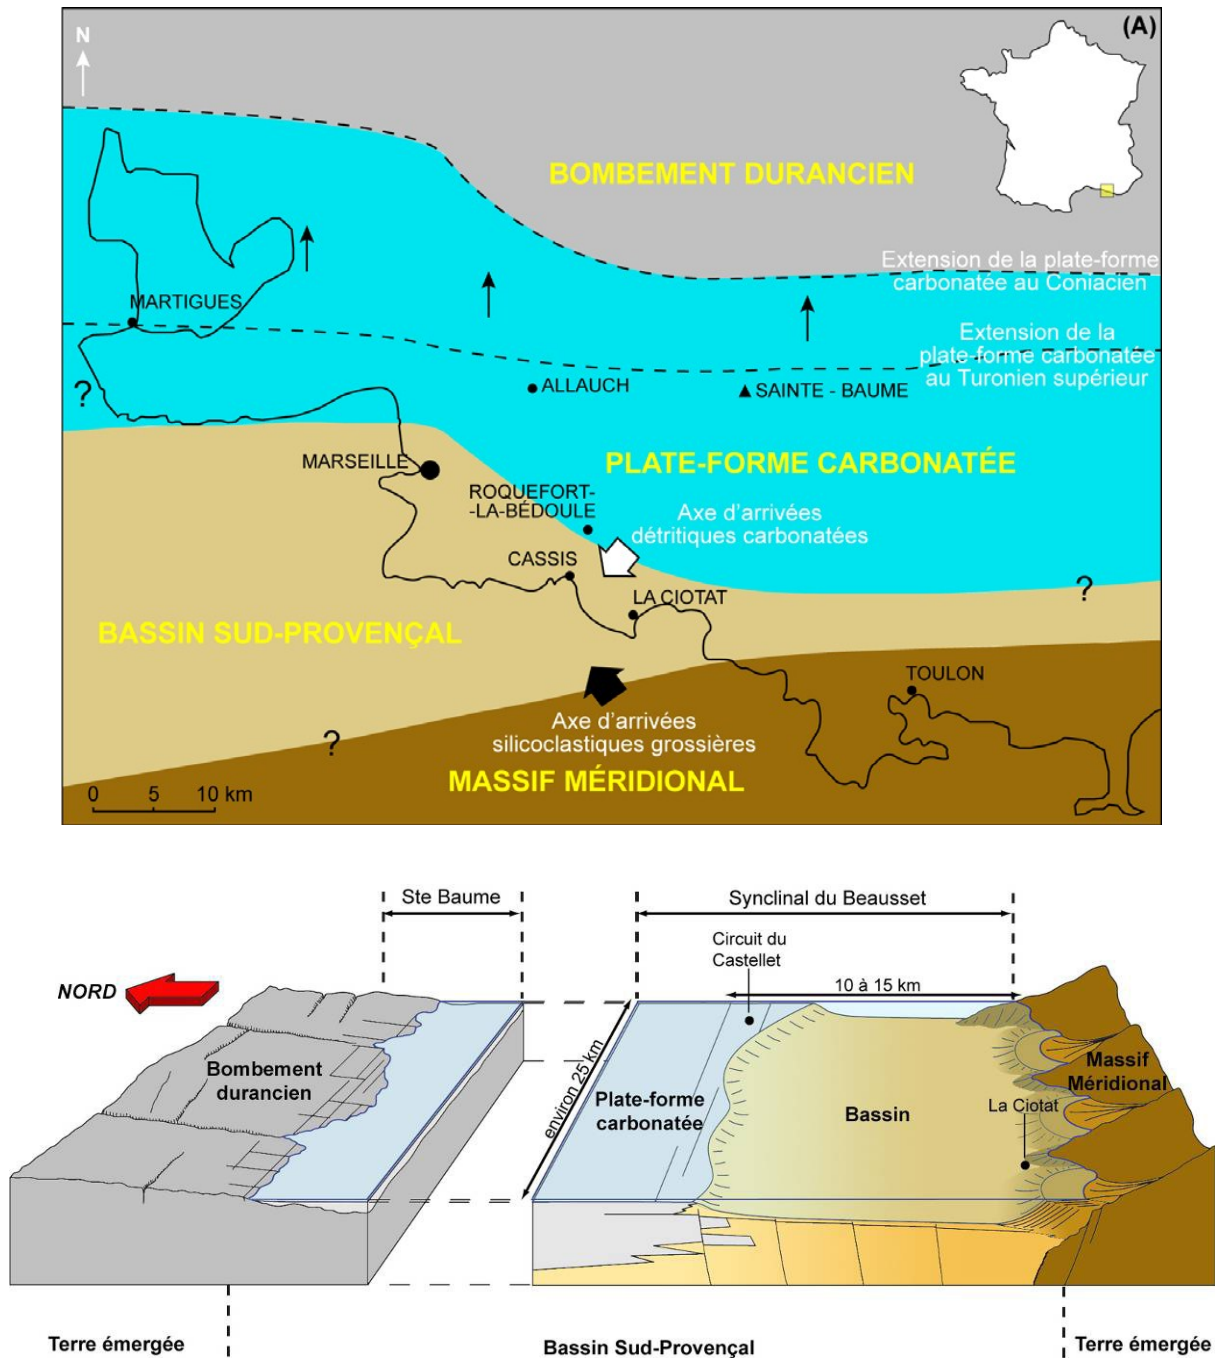 (A)
N
BOMBEMENT DURANCIEN
Extension de la plate-forme
carbonatée au Coniacien
MARTIGUES
Extension de la
plate-forme carbonatée
au Turonien supérieur
?
ALLAUCH
SAINTE - BAUME
MARSEILLE
PLATE-FORME CARBONATÉE
ROQUEFORT-
-LA-BÉDOULE
Axe d'arrivées
détritiques carbonatées
CASSIS
?
LA CIOTAT
BASSIN SUD-PROVENÇAL
TOULON
Axe d'arrivées
silicoclastiques grossières
?
MASSIF MÉRIDIONAL
0 5 10 km
Ste Baume
Synclinal du Beausset
Circuit du
Castellet
NORD
10 à 15 km
environ 25 km
Bombement
durancien
Massif
Méridional
Plate-forme
carbonatée
Bassin
La Ciotat
Terre émergée
Bassin Sud-Provençal
Terre émergée